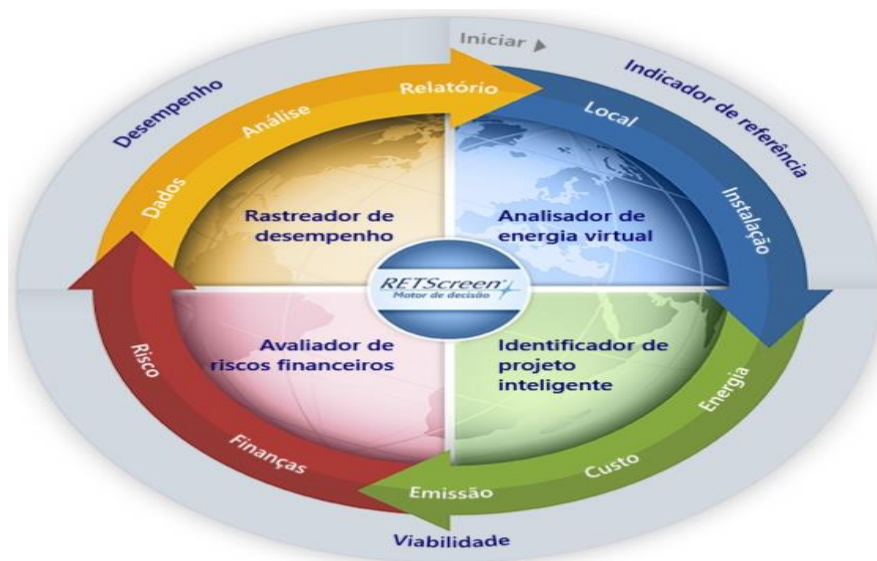 Iniciar
Indicador de referência
Local
Instalação
Analisador de
energia virtual
Energia
Custo
Emissão
Identificador de
projeto
inteligente
Viabilidade
Finanças
Risco
Avaliador de
riscos financeiros
Dados
Análise
Relatório
Desempenho
Rastreador de
desempenho
RETScreen
Motor de decisão